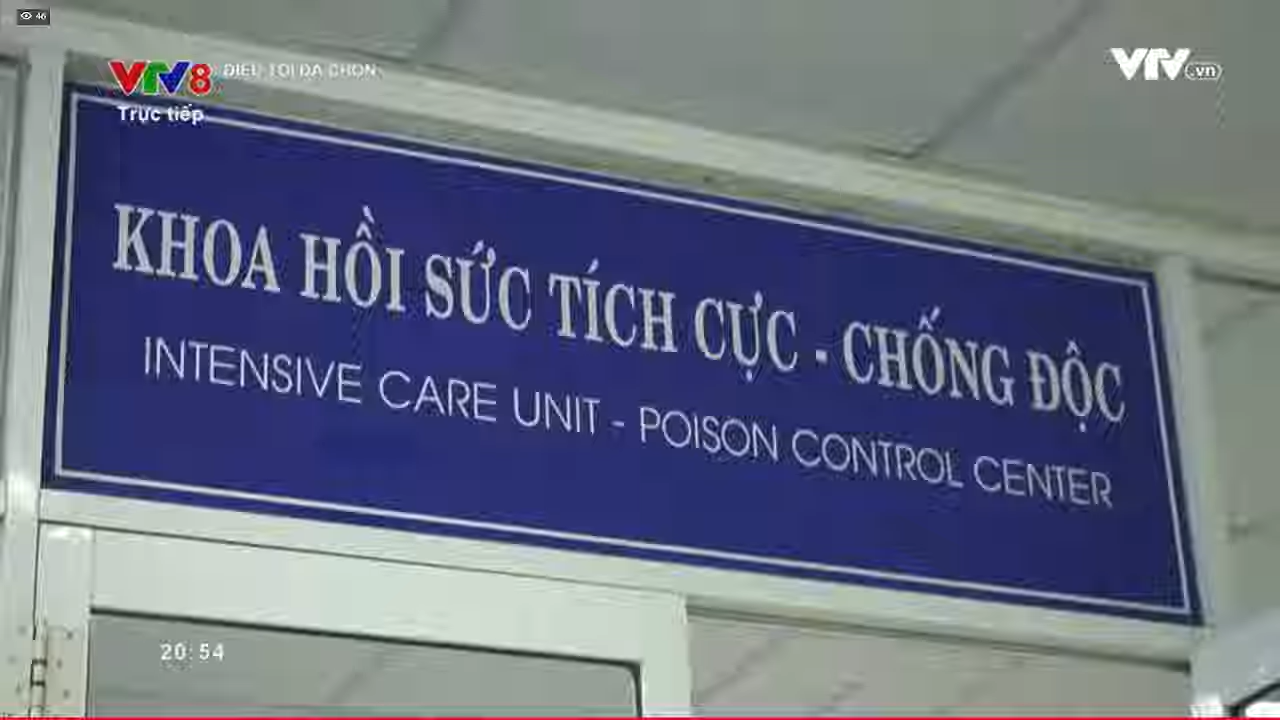 46
VTV8 ĐIỀU TÔI ĐÃ CHỌN
VTV.vn
Trực tiếp
KHOA HỒI SỨC TÍCH CỰC - CHỐNG ĐỘC
INTENSIVE CARE UNIT - POISON CONTROL CENTER
20:54